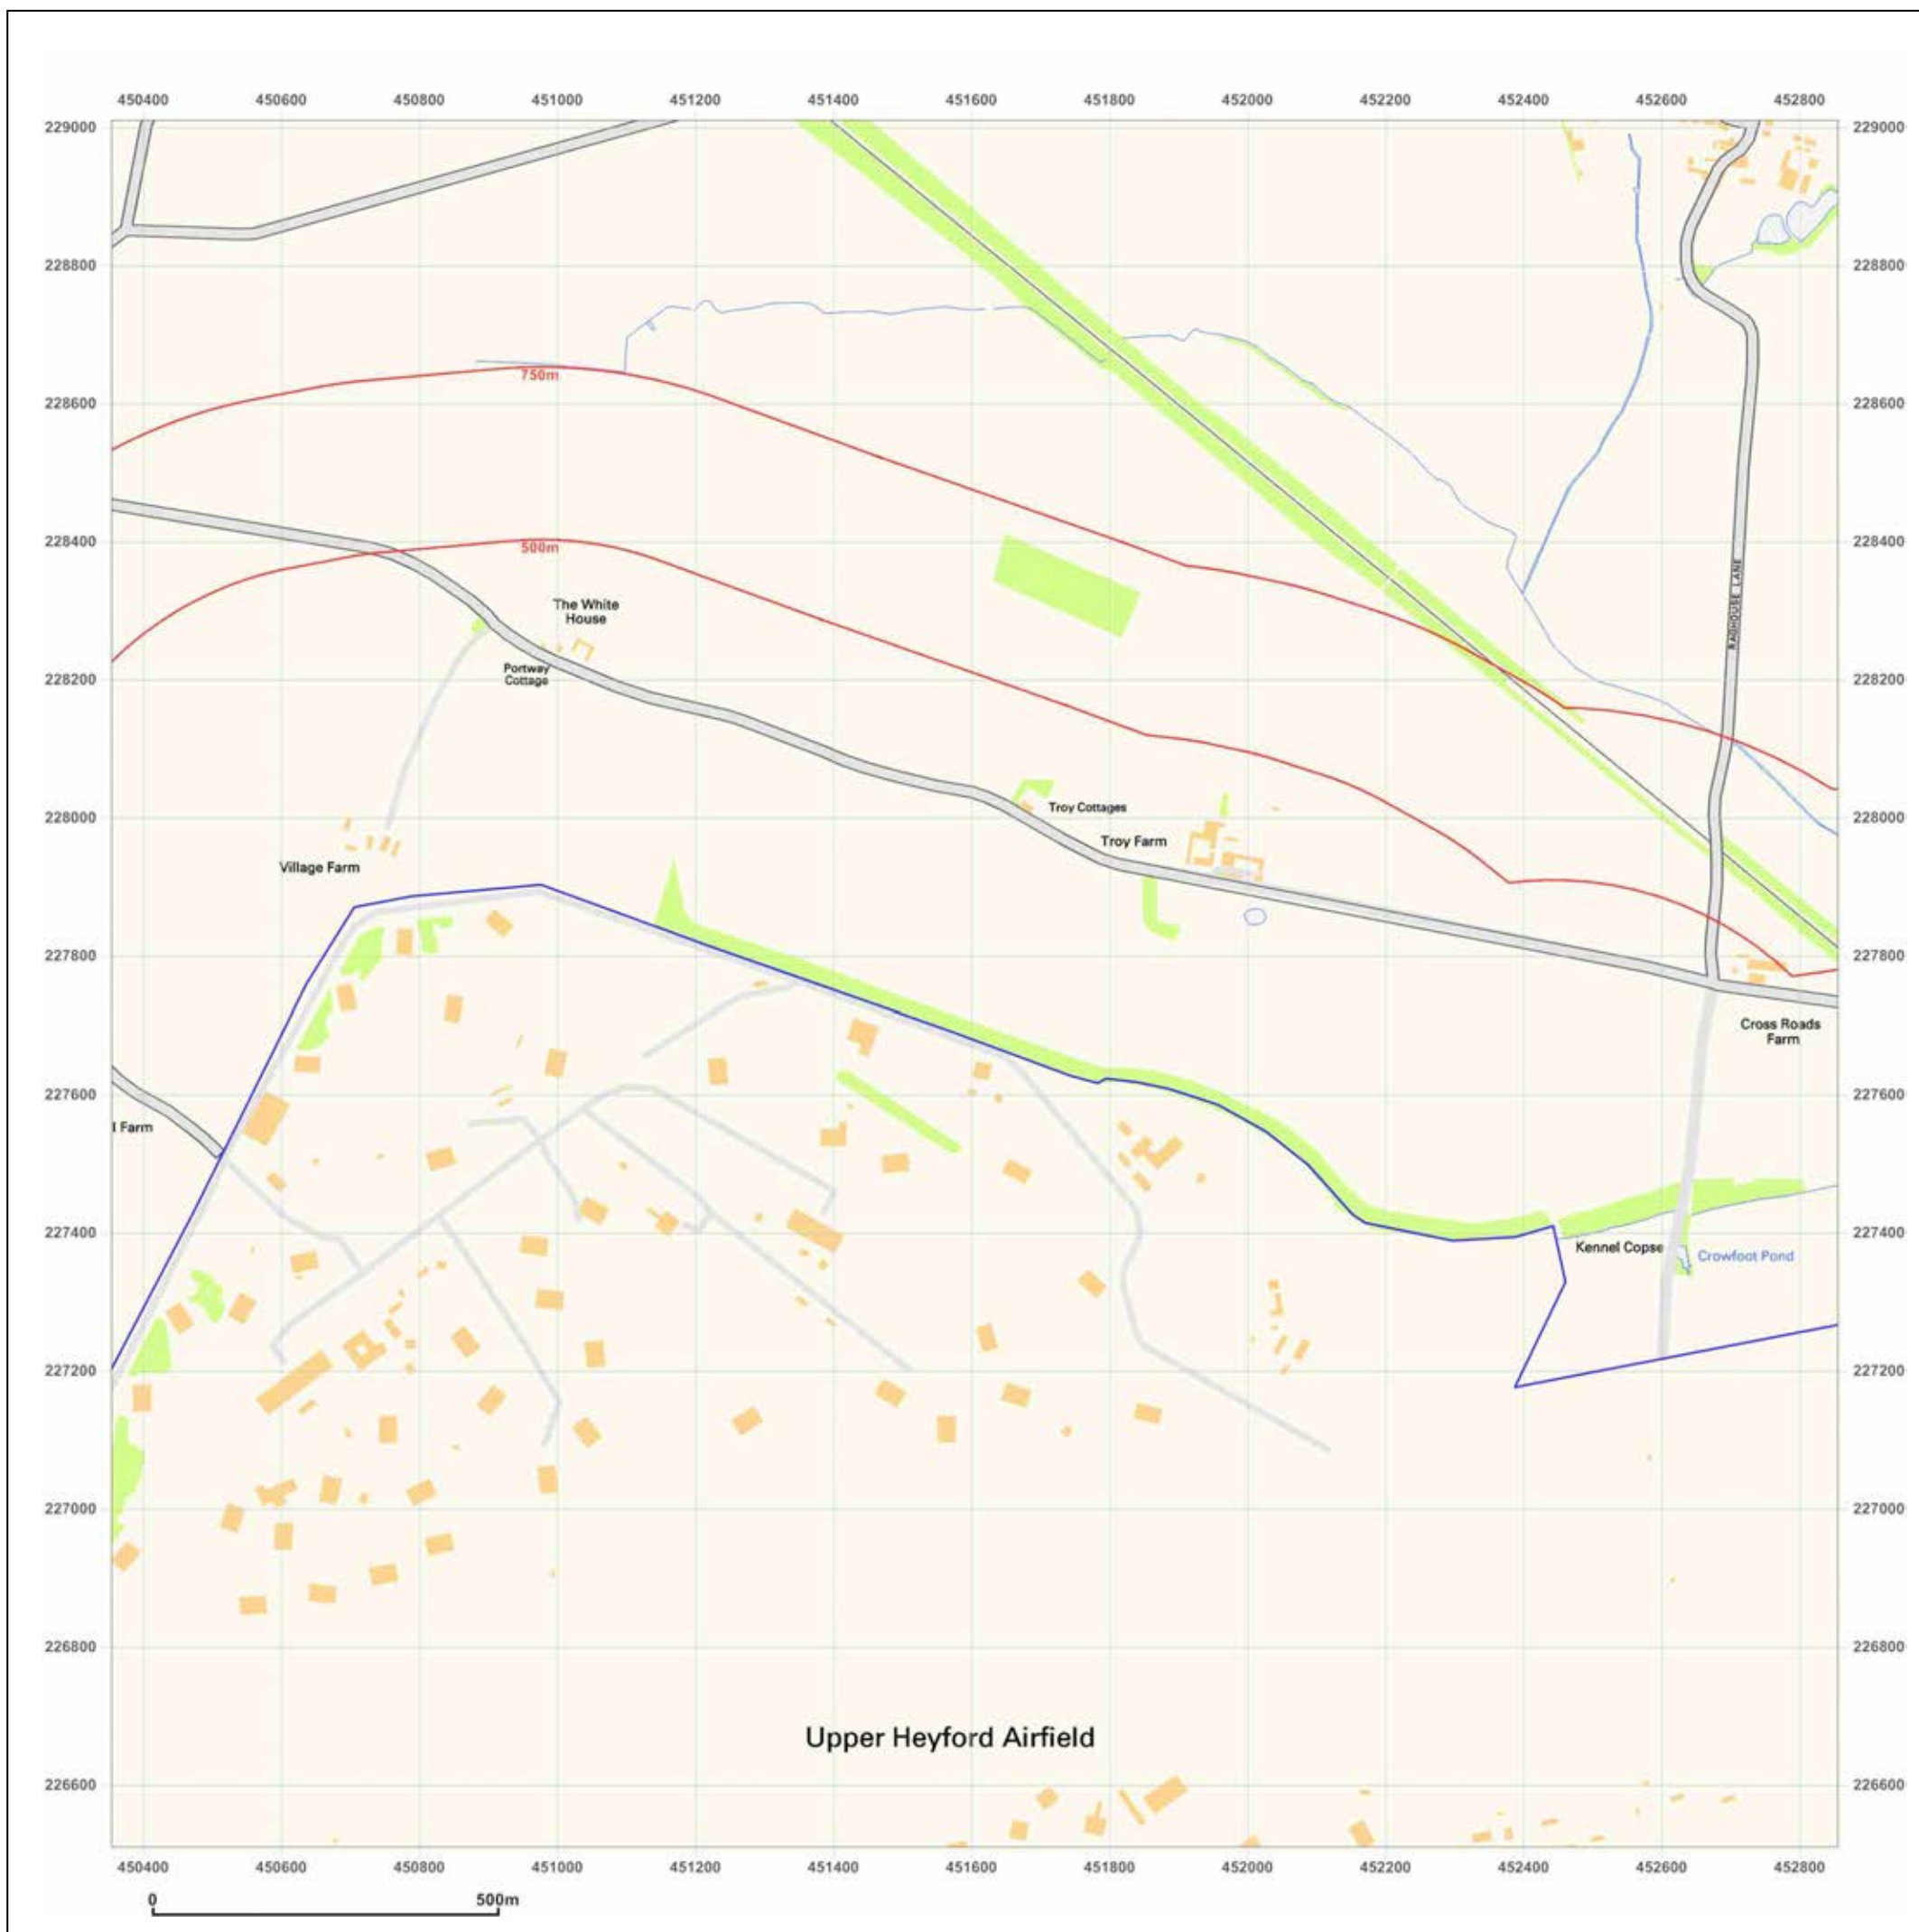 450400 450600 450800 451000 451200 451400 451600 451800 452000 452200 452400 452600 452800
229000 229000
228800 228800
750m
228600 228600
228400 228400
500m
RAGHOUSE LANE
The White
House
Portway
Cottage
228200 228200
Troy Cottages
228000 228000
Troy Farm
Village Farm
227800 227800
Cross Roads
Farm
227600 227600
l Farm
Kennel Copse
Crowfoot Pond
227400 227400
227200 227200
227000 227000
226800 226800
Upper Heyford Airfield
226600 226600
450400 450600 450800 451000 451200 451400 451600 451800 452000 452200 452400 452600 452800
0 500m